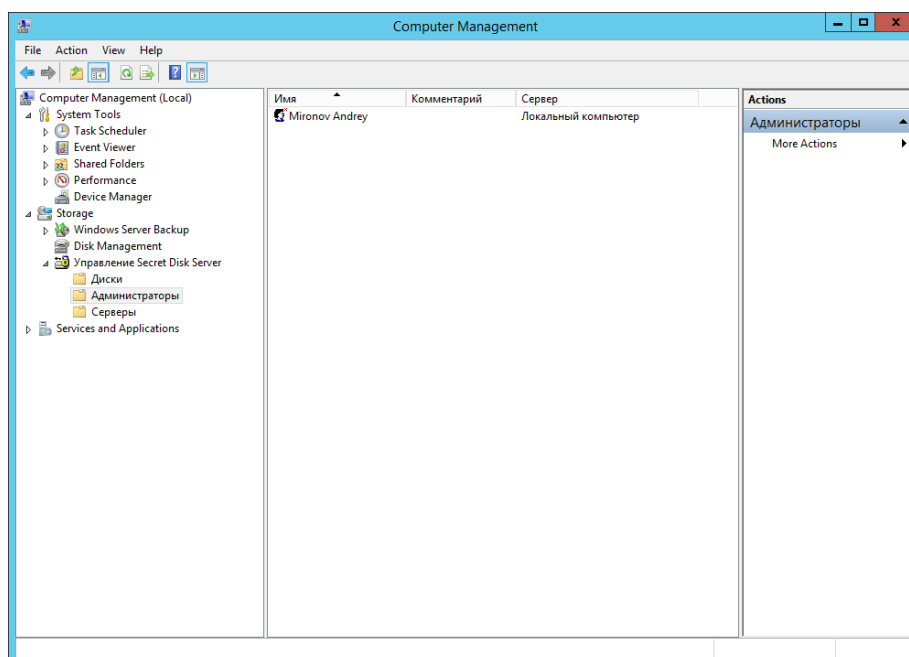 Computer Management
File Action View Help
Computer Management (Local)
System Tools
Task Scheduler
Event Viewer
Shared Folders
Performance
Device Manager
Storage
Windows Server Backup
Disk Management
Управление Secret Disk Server
Диски
Администраторы
Серверы
Services and Applications
Имя Комментарий Сервер
Mironov Andrey Локальный компьютер
Actions
Администраторы
More Actions